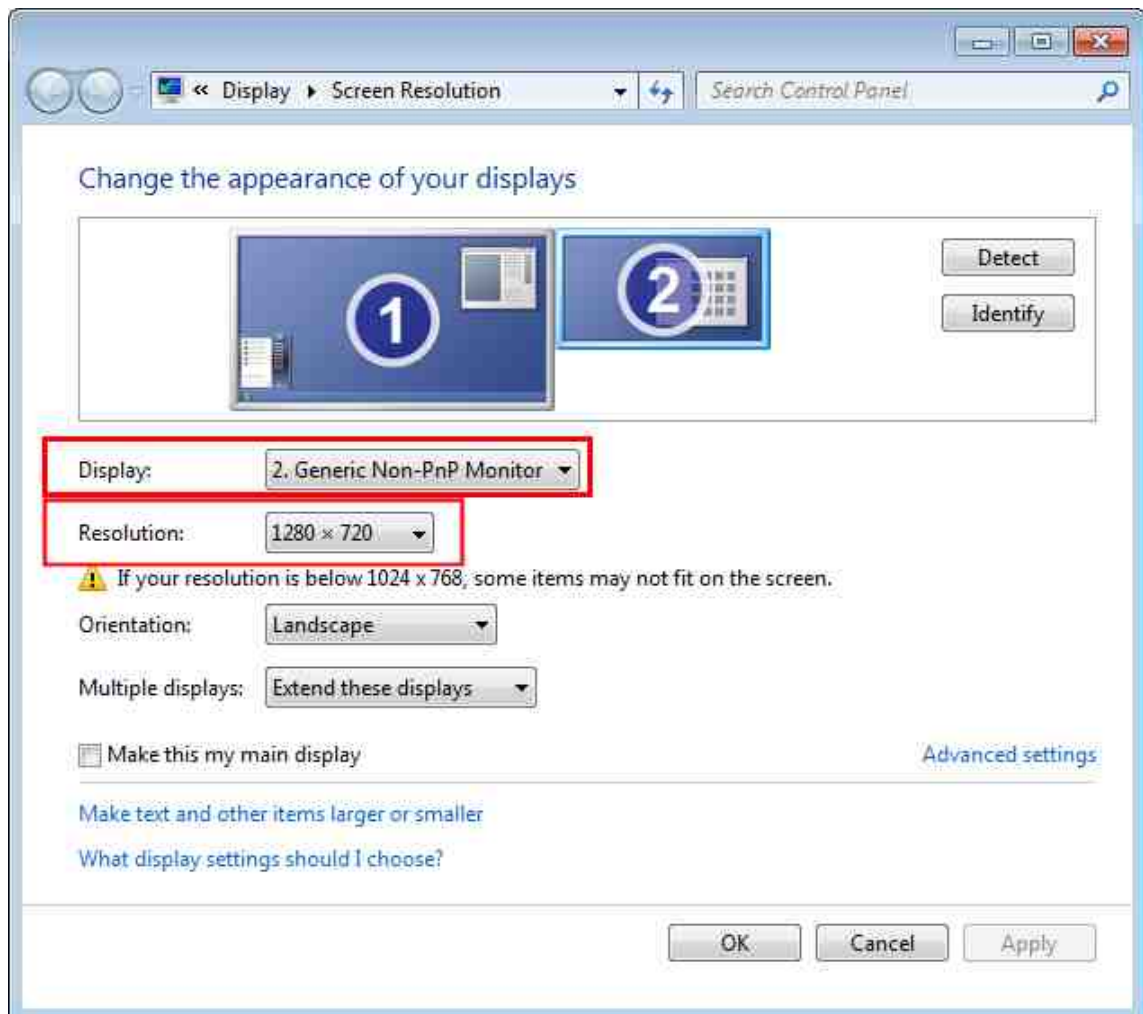 « Display ▸ Screen Resolution Search Control Panel
Change the appearance of your displays
1 2
Detect
Identify
Display: 2. Generic Non-PnP Monitor
Resolution: 1280 × 720
If your resolution is below 1024 x 768, some items may not fit on the screen.
Orientation: Landscape
Multiple displays: Extend these displays
Make this my main display Advanced settings
Make text and other items larger or smaller
What display settings should I choose?
OK Cancel Apply